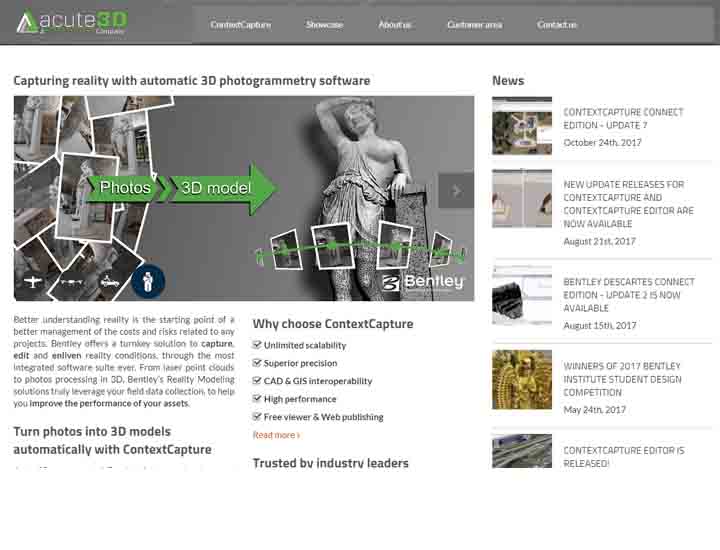 acute3D
Company
ContextCapture
Showcase
About us
Customer area
Contact us
Capturing reality with automatic 3D photogrammetry software
Photos
3D model
Bentley
Better understanding reality is the starting point of a
better management of the costs and risks related to any
projects. Bentley offers a turnkey solution to capture,
edit and enliven reality conditions, through the most
integrated software suite ever. From laser point clouds
to photos processing in 3D, Bentley's Reality Modeling
solutions truly leverage your field data collection, to help
you improve the performance of your assets.
Turn photos into 3D models
automatically with ContextCapture
Why choose ContextCapture
Unlimited scalability
Superior precision
CAD & GIS interoperability
High performance
Free viewer & Web publishing
Read more ›
Trusted by industry leaders
News
CONTEXTCAPTURE CONNECT
EDITION - UPDATE 7
October 24th, 2017
NEW UPDATE RELEASES FOR
CONTEXTCAPTURE AND
CONTEXTCAPTURE EDITOR ARE
NOW AVAILABLE
August 21st, 2017
BENTLEY DESCARTES CONNECT
EDITION - UPDATE 2 IS NOW
AVAILABLE
August 15th, 2017
WINNERS OF 2017 BENTLEY
INSTITUTE STUDENT DESIGN
COMPETITION
May 24th, 2017
CONTEXTCAPTURE EDITOR IS
RELEASED!